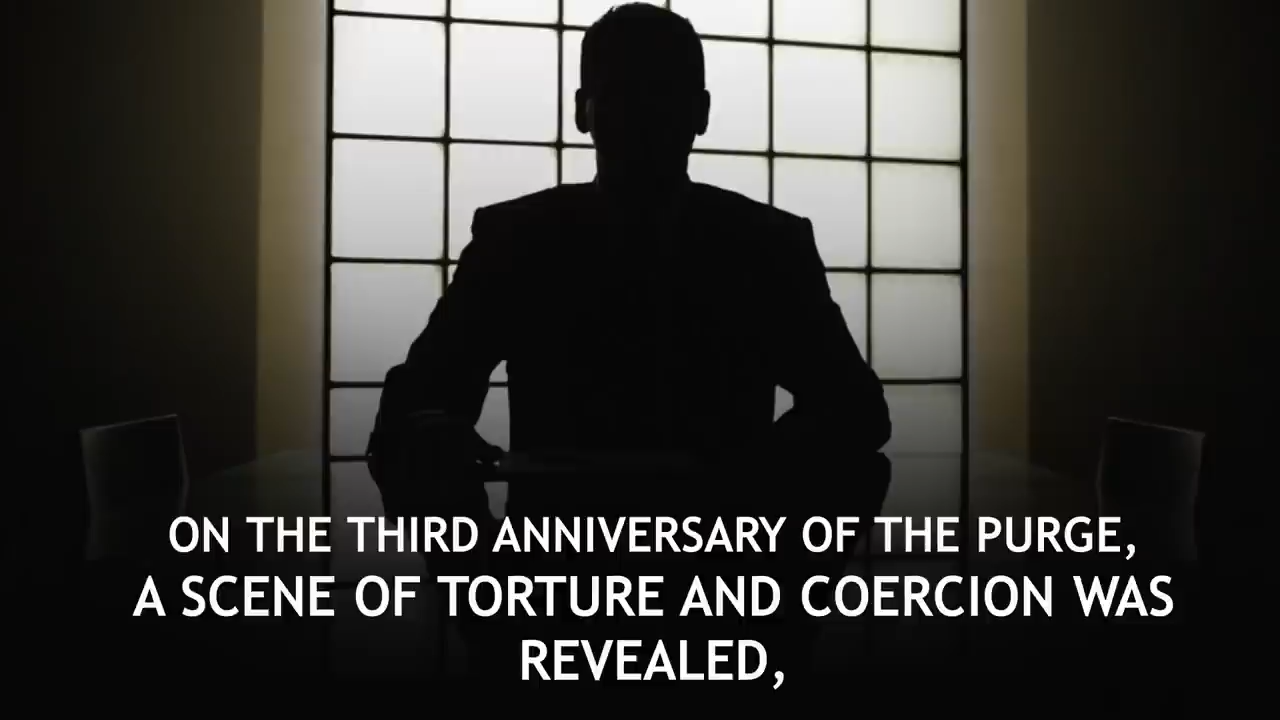 ON THE THIRD ANNIVERSARY OF THE PURGE,
A SCENE OF TORTURE AND COERCION WAS
REVEALED,